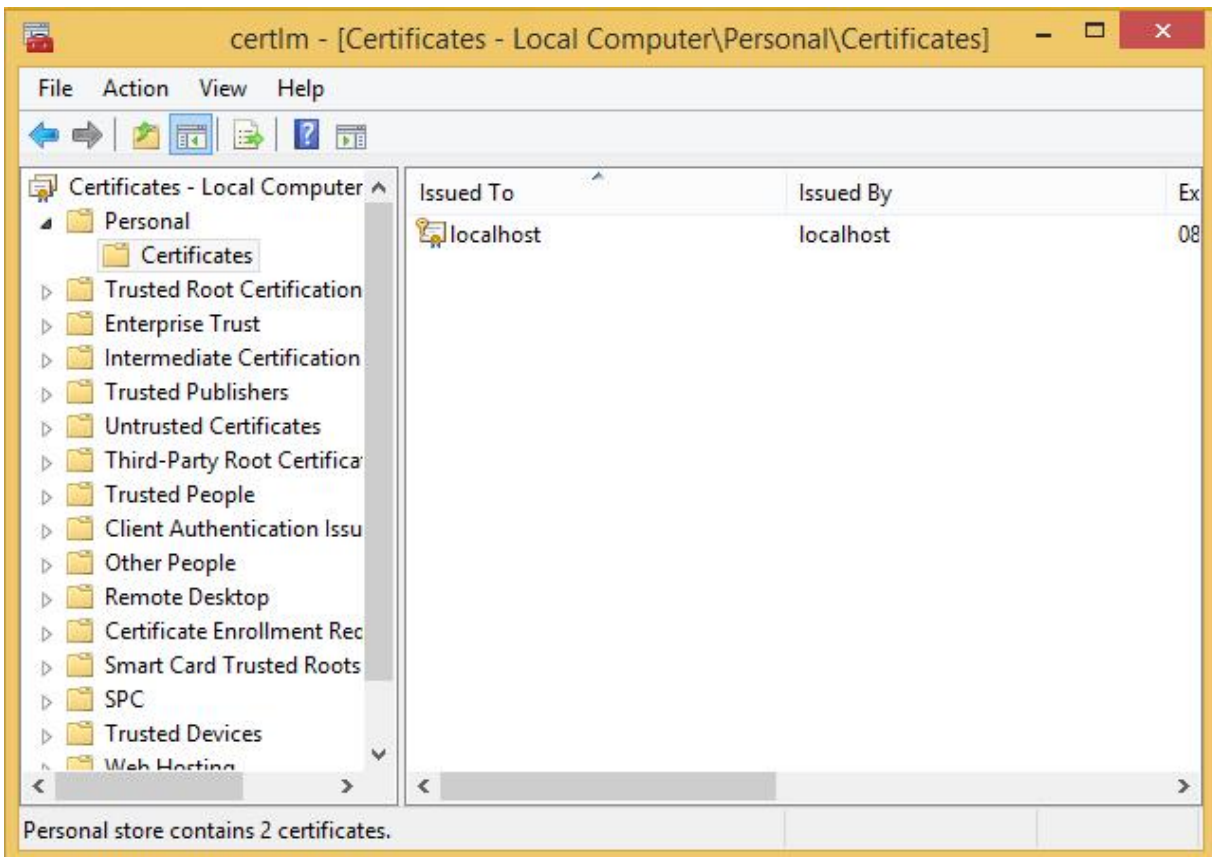 certlm - [Certificates - Local Computer\Personal\Certificates]
File Action View Help
Certificates - Local Computer
Personal
Certificates
Trusted Root Certification
Enterprise Trust
Intermediate Certification
Trusted Publishers
Untrusted Certificates
Third-Party Root Certifica
Trusted People
Client Authentication Issu
Other People
Remote Desktop
Certificate Enrollment Rec
Smart Card Trusted Roots
SPC
Trusted Devices
Web Hosting
Issued To Issued By Ex
localhost localhost 08
Personal store contains 2 certificates.